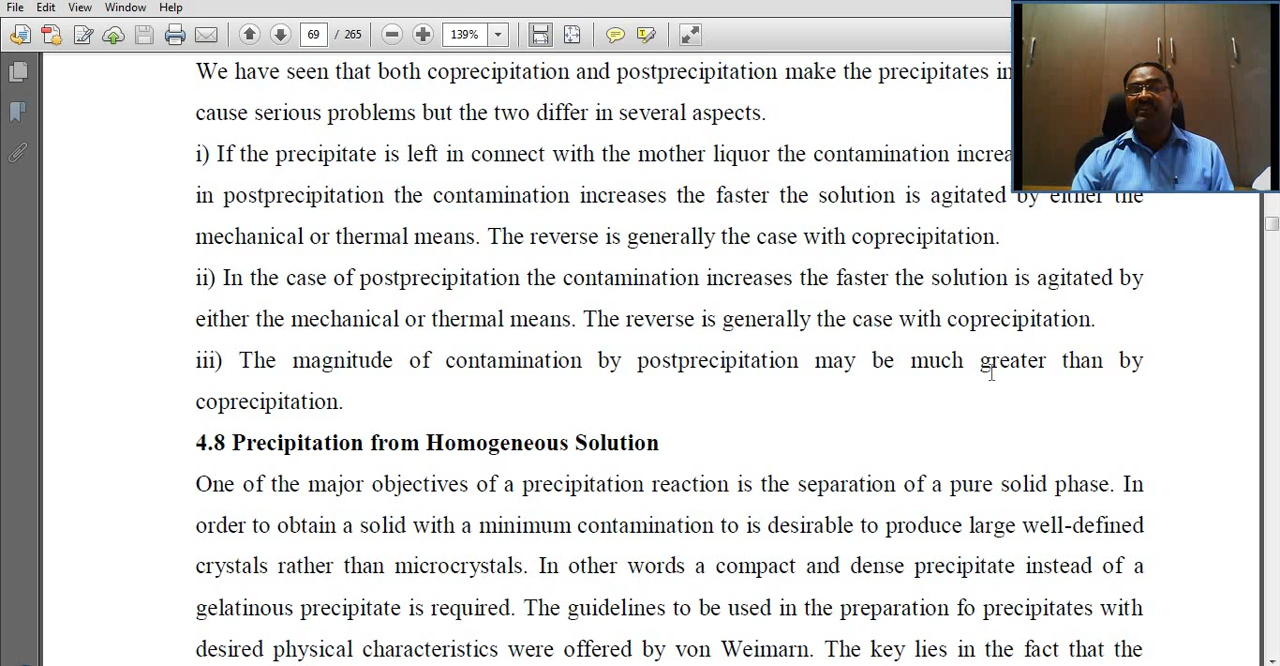 File Edit View Window Help
69 / 265 139%
We have seen that both coprecipitation and postprecipitation make the precipitates
cause serious problems but the two differ in several aspects.
i) If the precipitate is left in connect with the mother liquor the contamination
in postprecipitation the contamination increases the faster the solution is agitated by either the
mechanical or thermal means. The reverse is generally the case with coprecipitation.
ii) In the case of postprecipitation the contamination increases the faster the solution is agitated by
either the mechanical or thermal means. The reverse is generally the case with coprecipitation.
iii) The magnitude of contamination by postprecipitation may be much greater than by
coprecipitation.
4.8 Precipitation from Homogeneous Solution
One of the major objectives of a precipitation reaction is the separation of a pure solid phase. In
order to obtain a solid with a minimum contamination to is desirable to produce large well-defined
crystals rather than microcrystals. In other words a compact and dense precipitate instead of a
gelatinous precipitate is required. The guidelines to be used in the preparation fo precipitates with
desired physical characteristics were offered by von Weimarn. The key lies in the fact that the